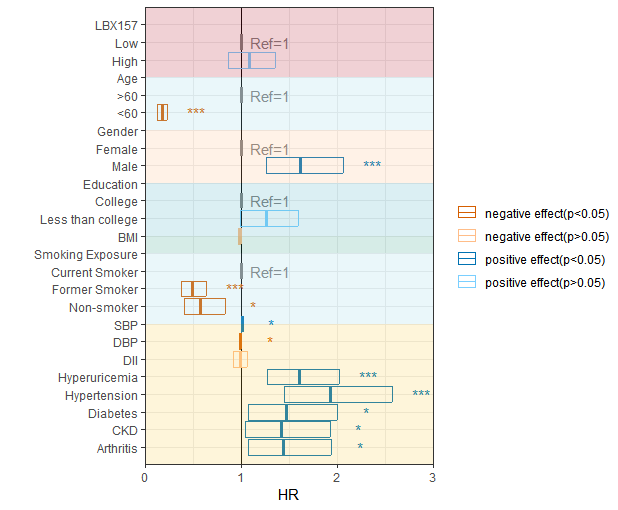 LBX157
Low Ref=1
High
Age
>60 Ref=1
<60 ***
Gender
Female Ref=1
Male ***
Education
College Ref=1
Less than college
BMI
Smoking Exposure
Current Smoker Ref=1
Former Smoker ***
Non-smoker *
SBP *
DBP *
DII
Hyperuricemia ***
Hypertension ***
Diabetes *
CKD *
Arthritis *
0 1 2 3
HR
negative effect(p<0.05)
negative effect(p>0.05)
positive effect(p<0.05)
positive effect(p>0.05)